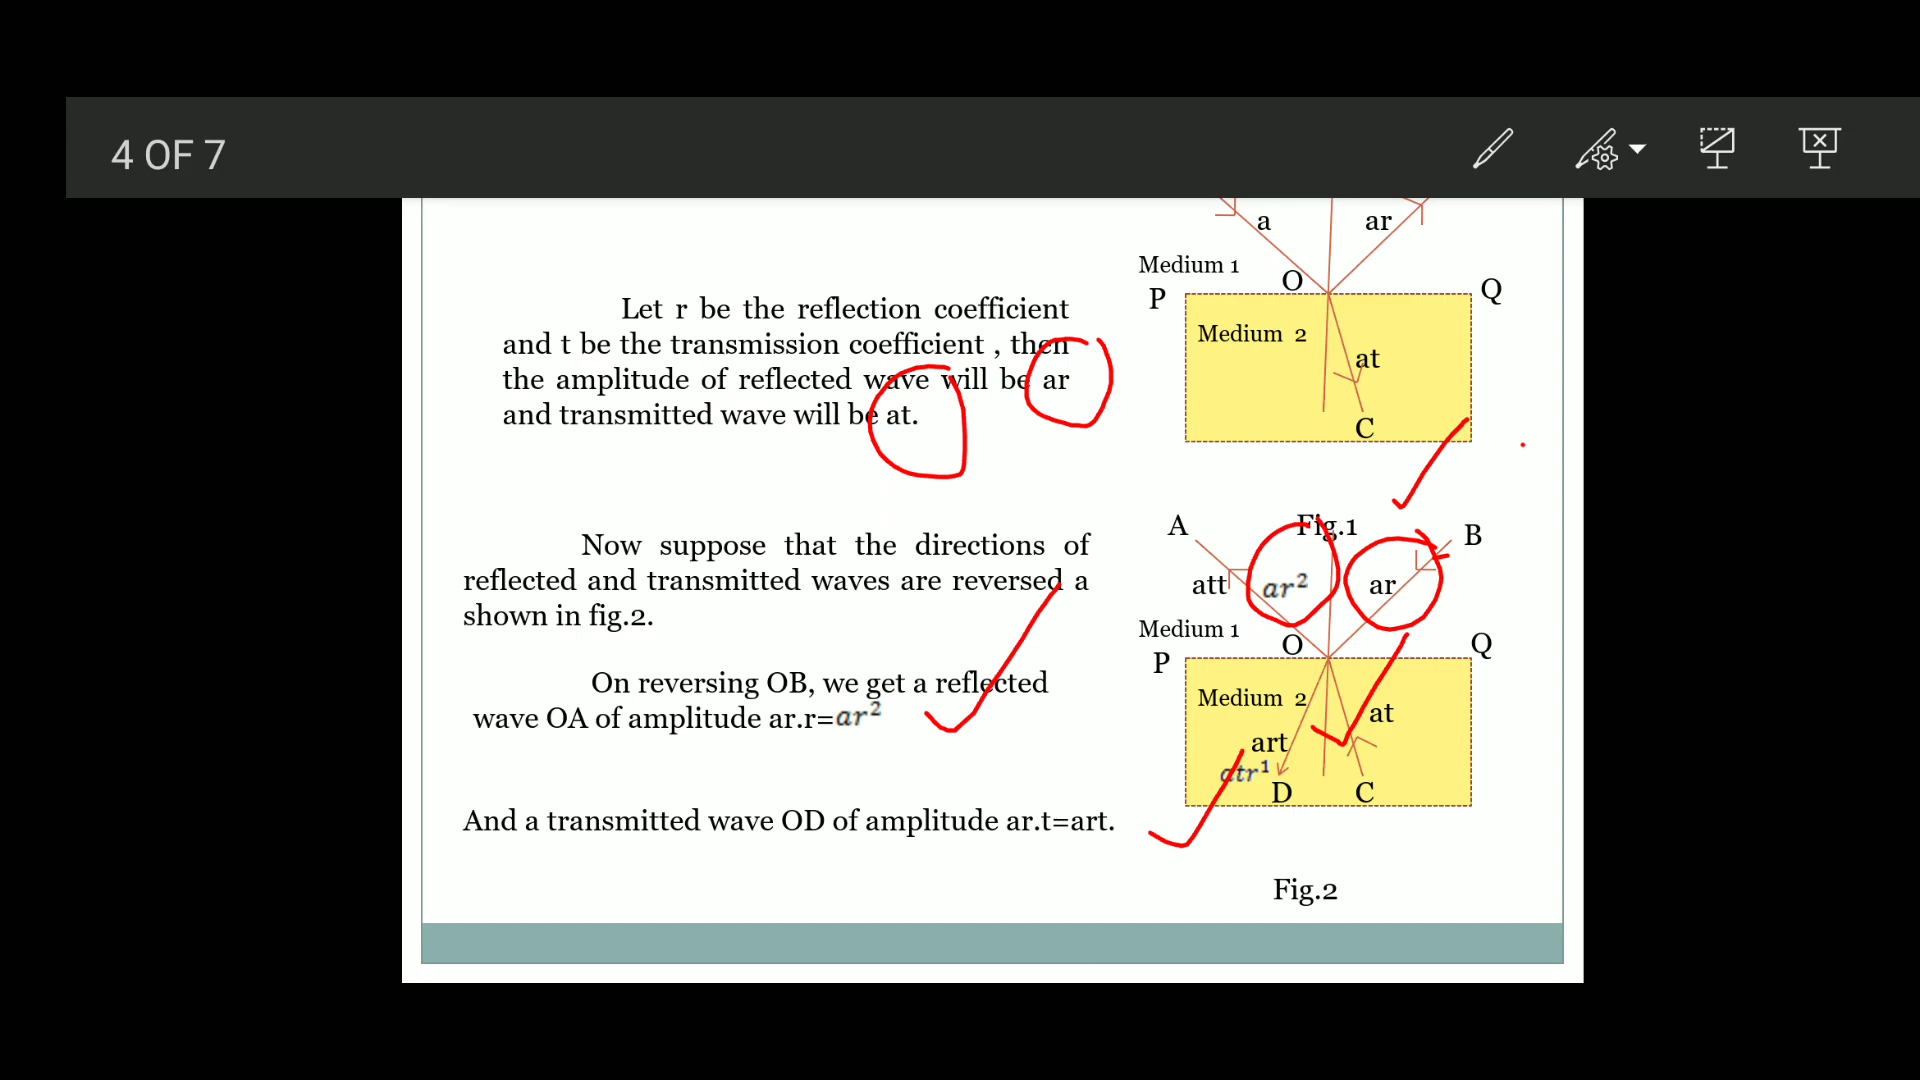 4 OF 7
a
ar
Medium 1
O
P
Q
Let r be the reflection coefficient
and t be the transmission coefficient , then
the amplitude of reflected wave will be ar
and transmitted wave will be at.
Medium 2
at
C
Fig.1
A
B
Now suppose that the directions of
reflected and transmitted waves are reversed a
shown in fig.2.
att
ar²
ar
Medium 1
O
P
Q
On reversing OB, we get a reflected
wave OA of amplitude ar.r=ar²
Medium 2
at
art
atr¹
D
C
And a transmitted wave OD of amplitude ar.t=art.
Fig.2